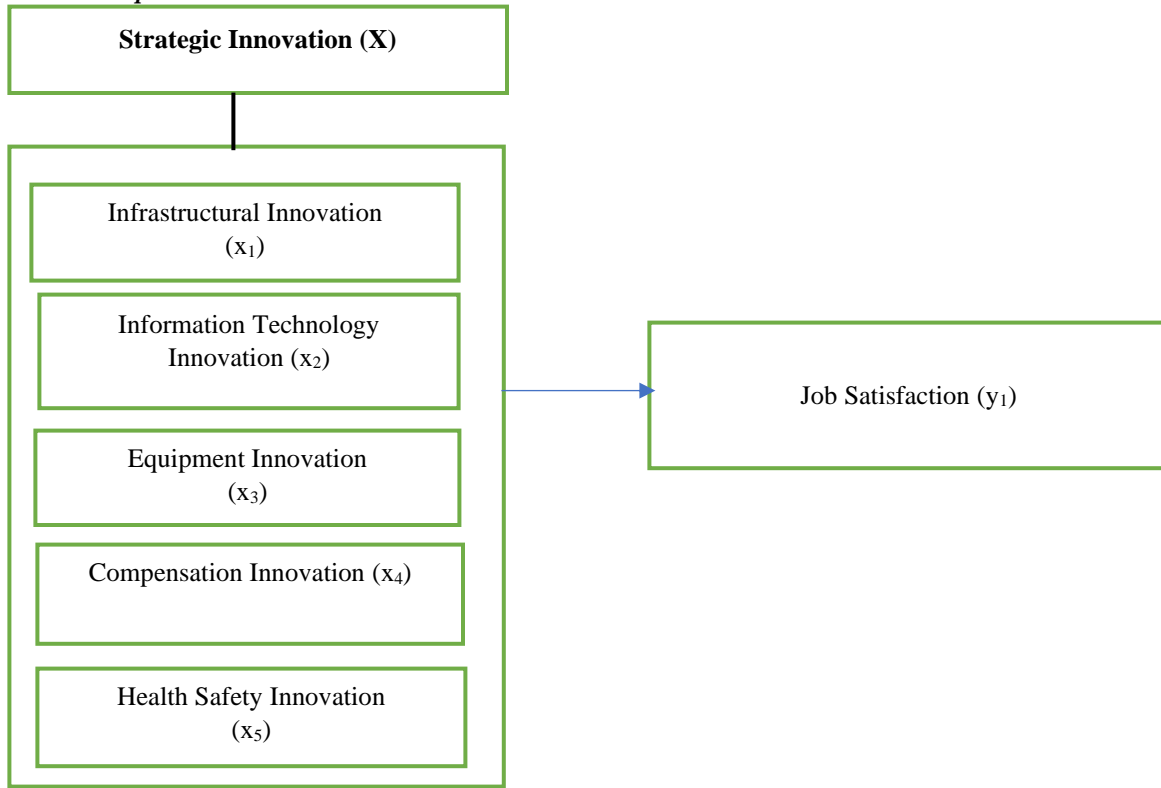 Strategic Innovation (X)
Infrastructural Innovation
(x₁)
Information Technology
Innovation (x₂)
Equipment Innovation
(x₃)
Compensation Innovation (x₄)
Health Safety Innovation
(x₅)
Job Satisfaction (y₁)